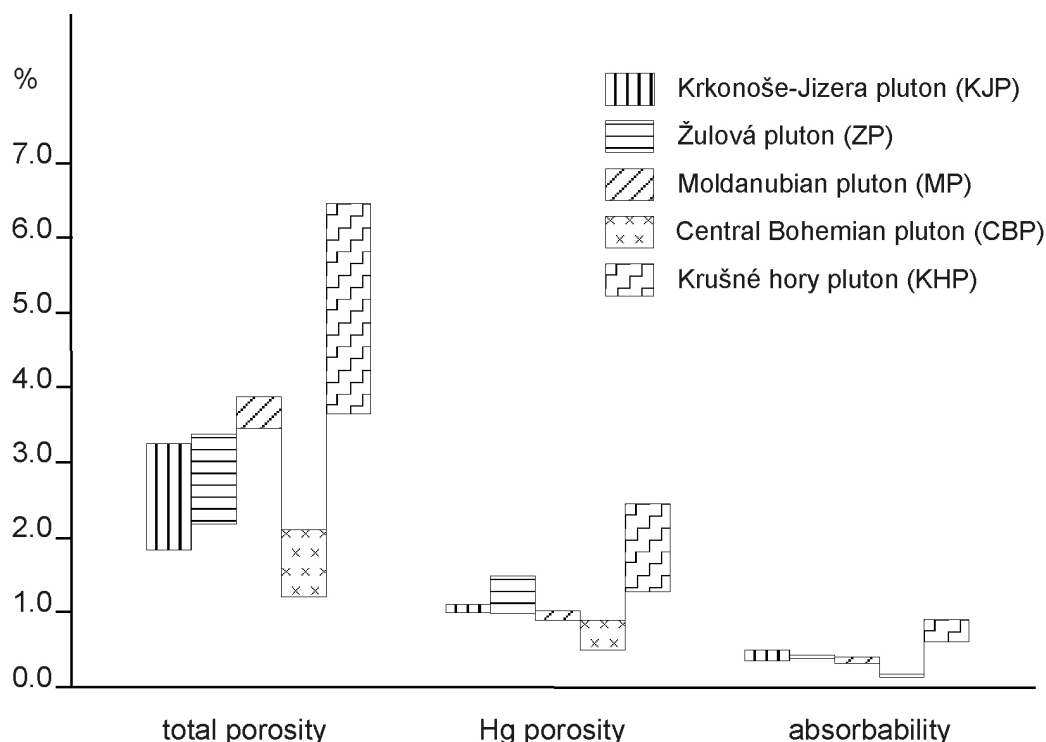 %
7.0
6.0
5.0
4.0
3.0
2.0
1.0
0.0
Krkonoše-Jizera pluton (KJP)
Žulová pluton (ZP)
Moldanubian pluton (MP)
Central Bohemian pluton (CBP)
Krušné hory pluton (KHP)
total porosity
Hg porosity
absorbability